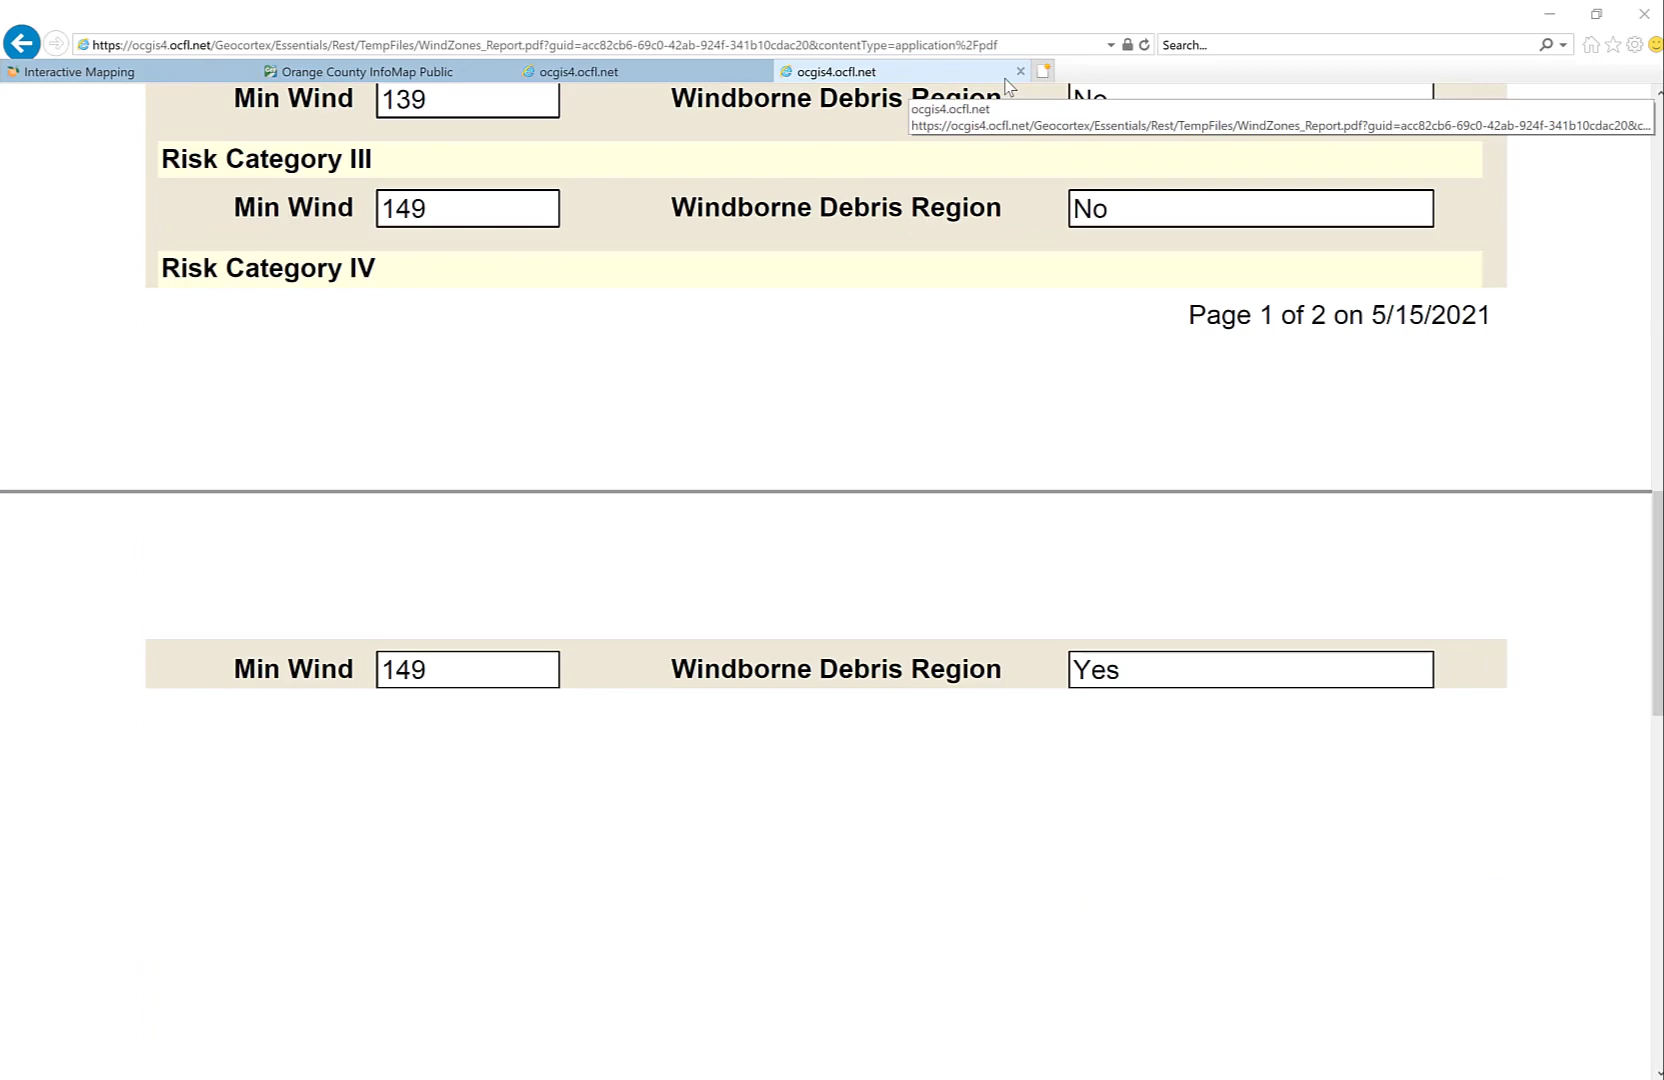 https://ocgis4.ocfl.net/Geocortex/Essentials/Rest/TempFiles/WindZones_Report.pdf?guid=acc82cb6-69c0-42ab-924f-341b10cdac20&contentType=application%2Fpdf
Search...
Interactive Mapping
Orange County InfoMap Public
ocgis4.ocfl.net
ocgis4.ocfl.net
Min Wind 139 Windborne Debris Region No
ocgis4.ocfl.net
https://ocgis4.ocfl.net/Geocortex/Essentials/Rest/TempFiles/WindZones_Report.pdf?guid=acc82cb6-69c0-42ab-924f-341b10cdac20&c...
Risk Category III
Min Wind 149 Windborne Debris Region No
Risk Category IV
Page 1 of 2 on 5/15/2021
Min Wind 149 Windborne Debris Region Yes